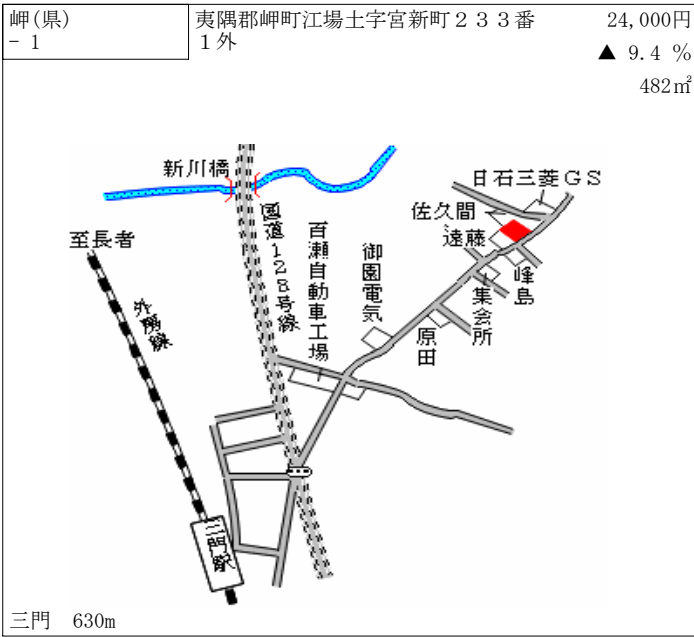 岬(県)
- 1
夷隅郡岬町江場土字宮新町２３３番
１外
24,000円
▲ 9.4 %
482㎡
新川橋
日石三菱ＧＳ
佐久間
遠藤
至長者
国道１２８号線
百瀬自動車工場
御園電気
峰島
集会所
原田
外房線
三門駅
三門 630m